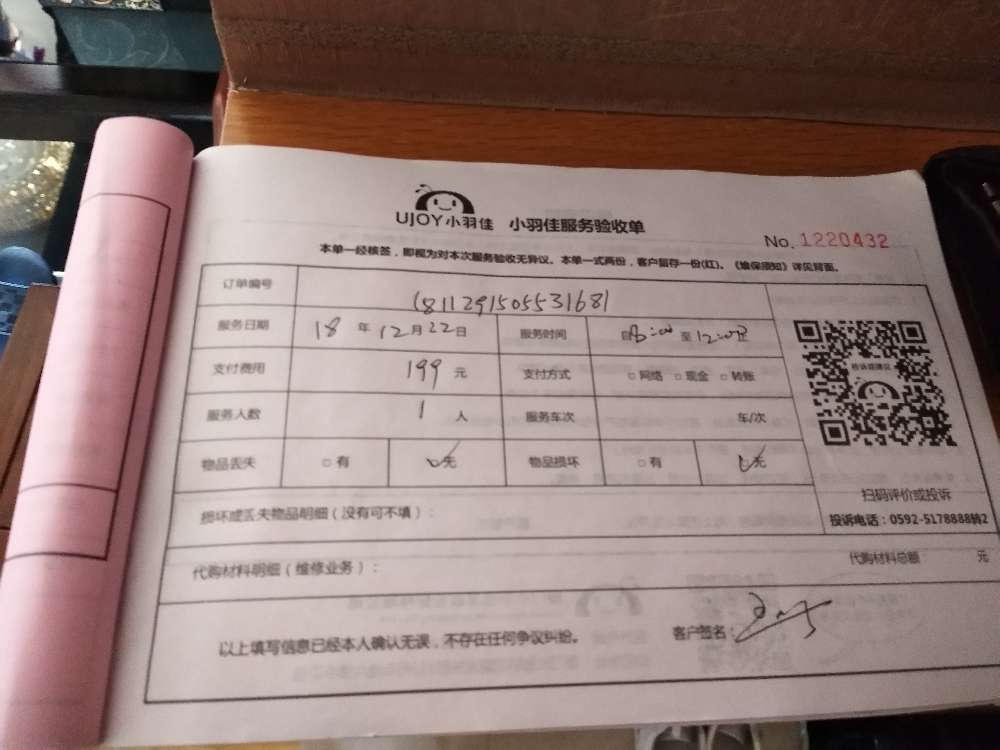 UJOY小羽佳 小羽佳服务验收单
No. 1220432
本单一经核签，即视为对本次服务验收无异议。本单一式两份，客户留存一份(红)。《维保须知》详见背面。
订单编号 181129150553168
服务日期 18 年 12 月 22 日 服务时间 自 8:00 至 12:00
支付费用 199 元 支付方式 □ 网络 □ 现金 □ 转账
服务人数 1 人 服务车次 车/次
物品丢失 □ 有 □ 无 物品损坏 □ 有 □ 无
扫码评价或投诉
损坏或丢失物品明细（没有可不填）：
投诉电话：0592-5178888转2
代购材料明细（维修业务）： 代购材料总额 元
以上填写信息已经本人确认无误，不存在任何争议纠纷。 客户签名：